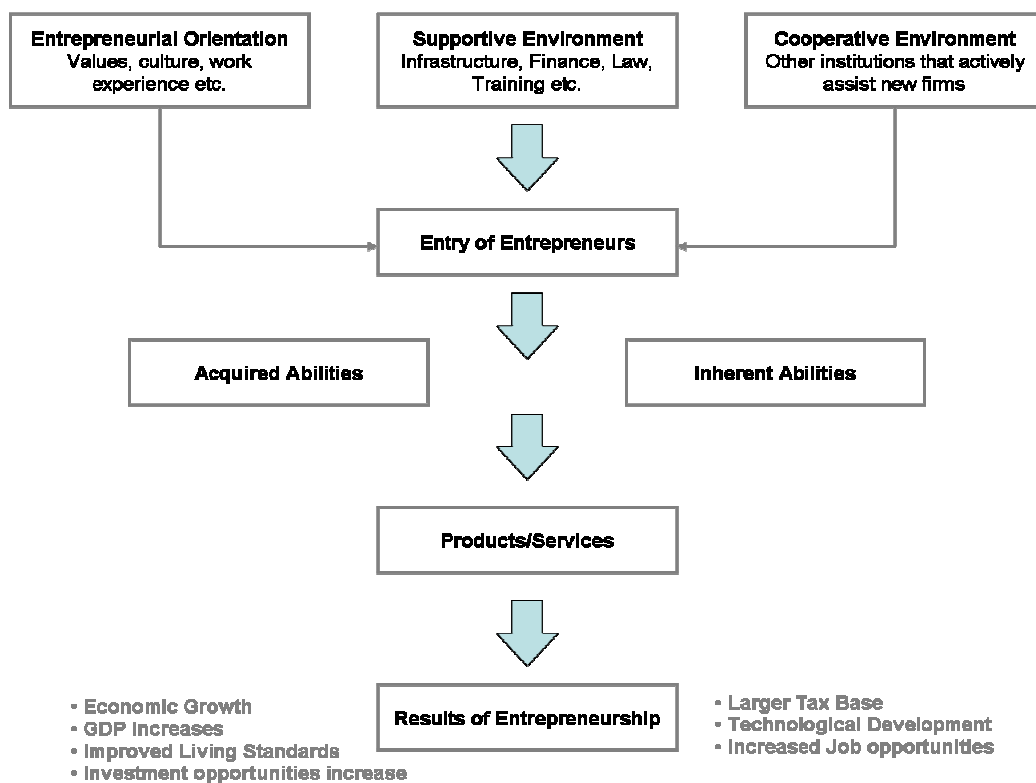 Entrepreneurial Orientation
Values, culture, work
experience etc.
Supportive Environment
Infrastructure, Finance, Law,
Training etc.
Cooperative Environment
Other institutions that actively
assist new firms
Entry of Entrepreneurs
Acquired Abilities
Inherent Abilities
Products/Services
Results of Entrepreneurship
• Economic Growth
• GDP Increases
• Improved Living Standards
• Investment opportunities increase
• Larger Tax Base
• Technological Development
• Increased Job opportunities